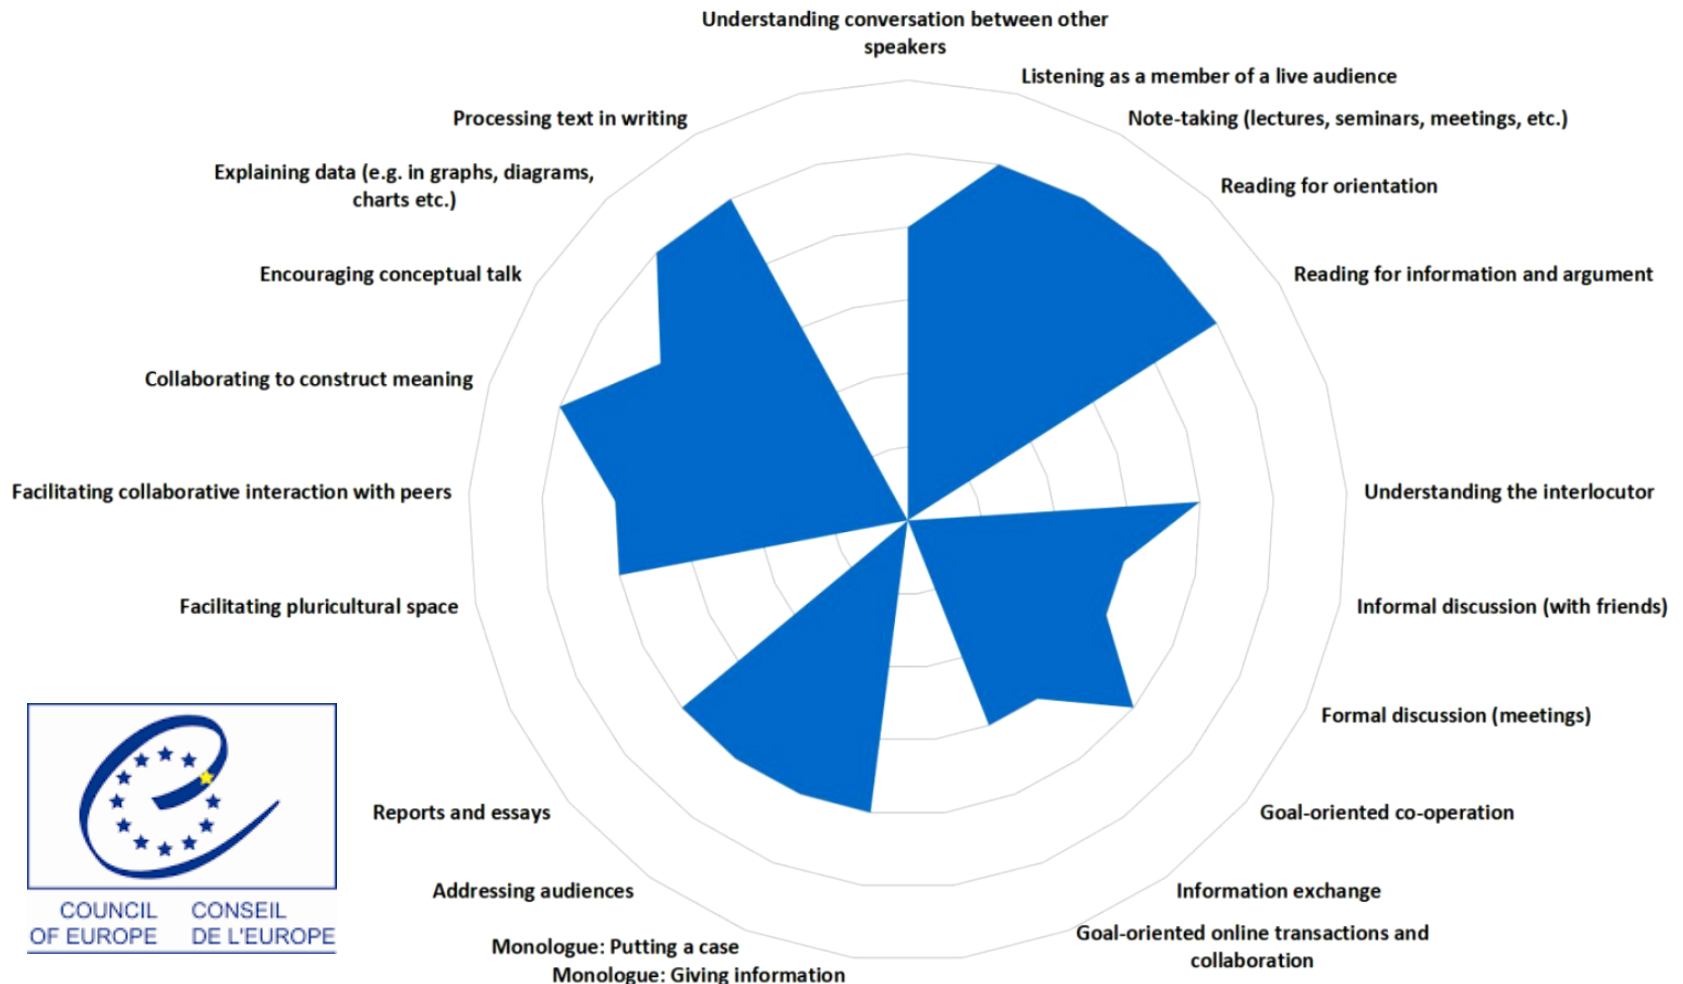 Understanding conversation between other
speakers
Listening as a member of a live audience
Note-taking (lectures, seminars, meetings, etc.)
Reading for orientation
Reading for information and argument
Understanding the interlocutor
Informal discussion (with friends)
Formal discussion (meetings)
Goal-oriented co-operation
Information exchange
Goal-oriented online transactions and
collaboration
Monologue: Giving information
Monologue: Putting a case
Addressing audiences
Reports and essays
Facilitating pluricultural space
Facilitating collaborative interaction with peers
Collaborating to construct meaning
Encouraging conceptual talk
Explaining data (e.g. in graphs, diagrams,
charts etc.)
Processing text in writing
COUNCIL
OF EUROPE
CONSEIL
DE L'EUROPE